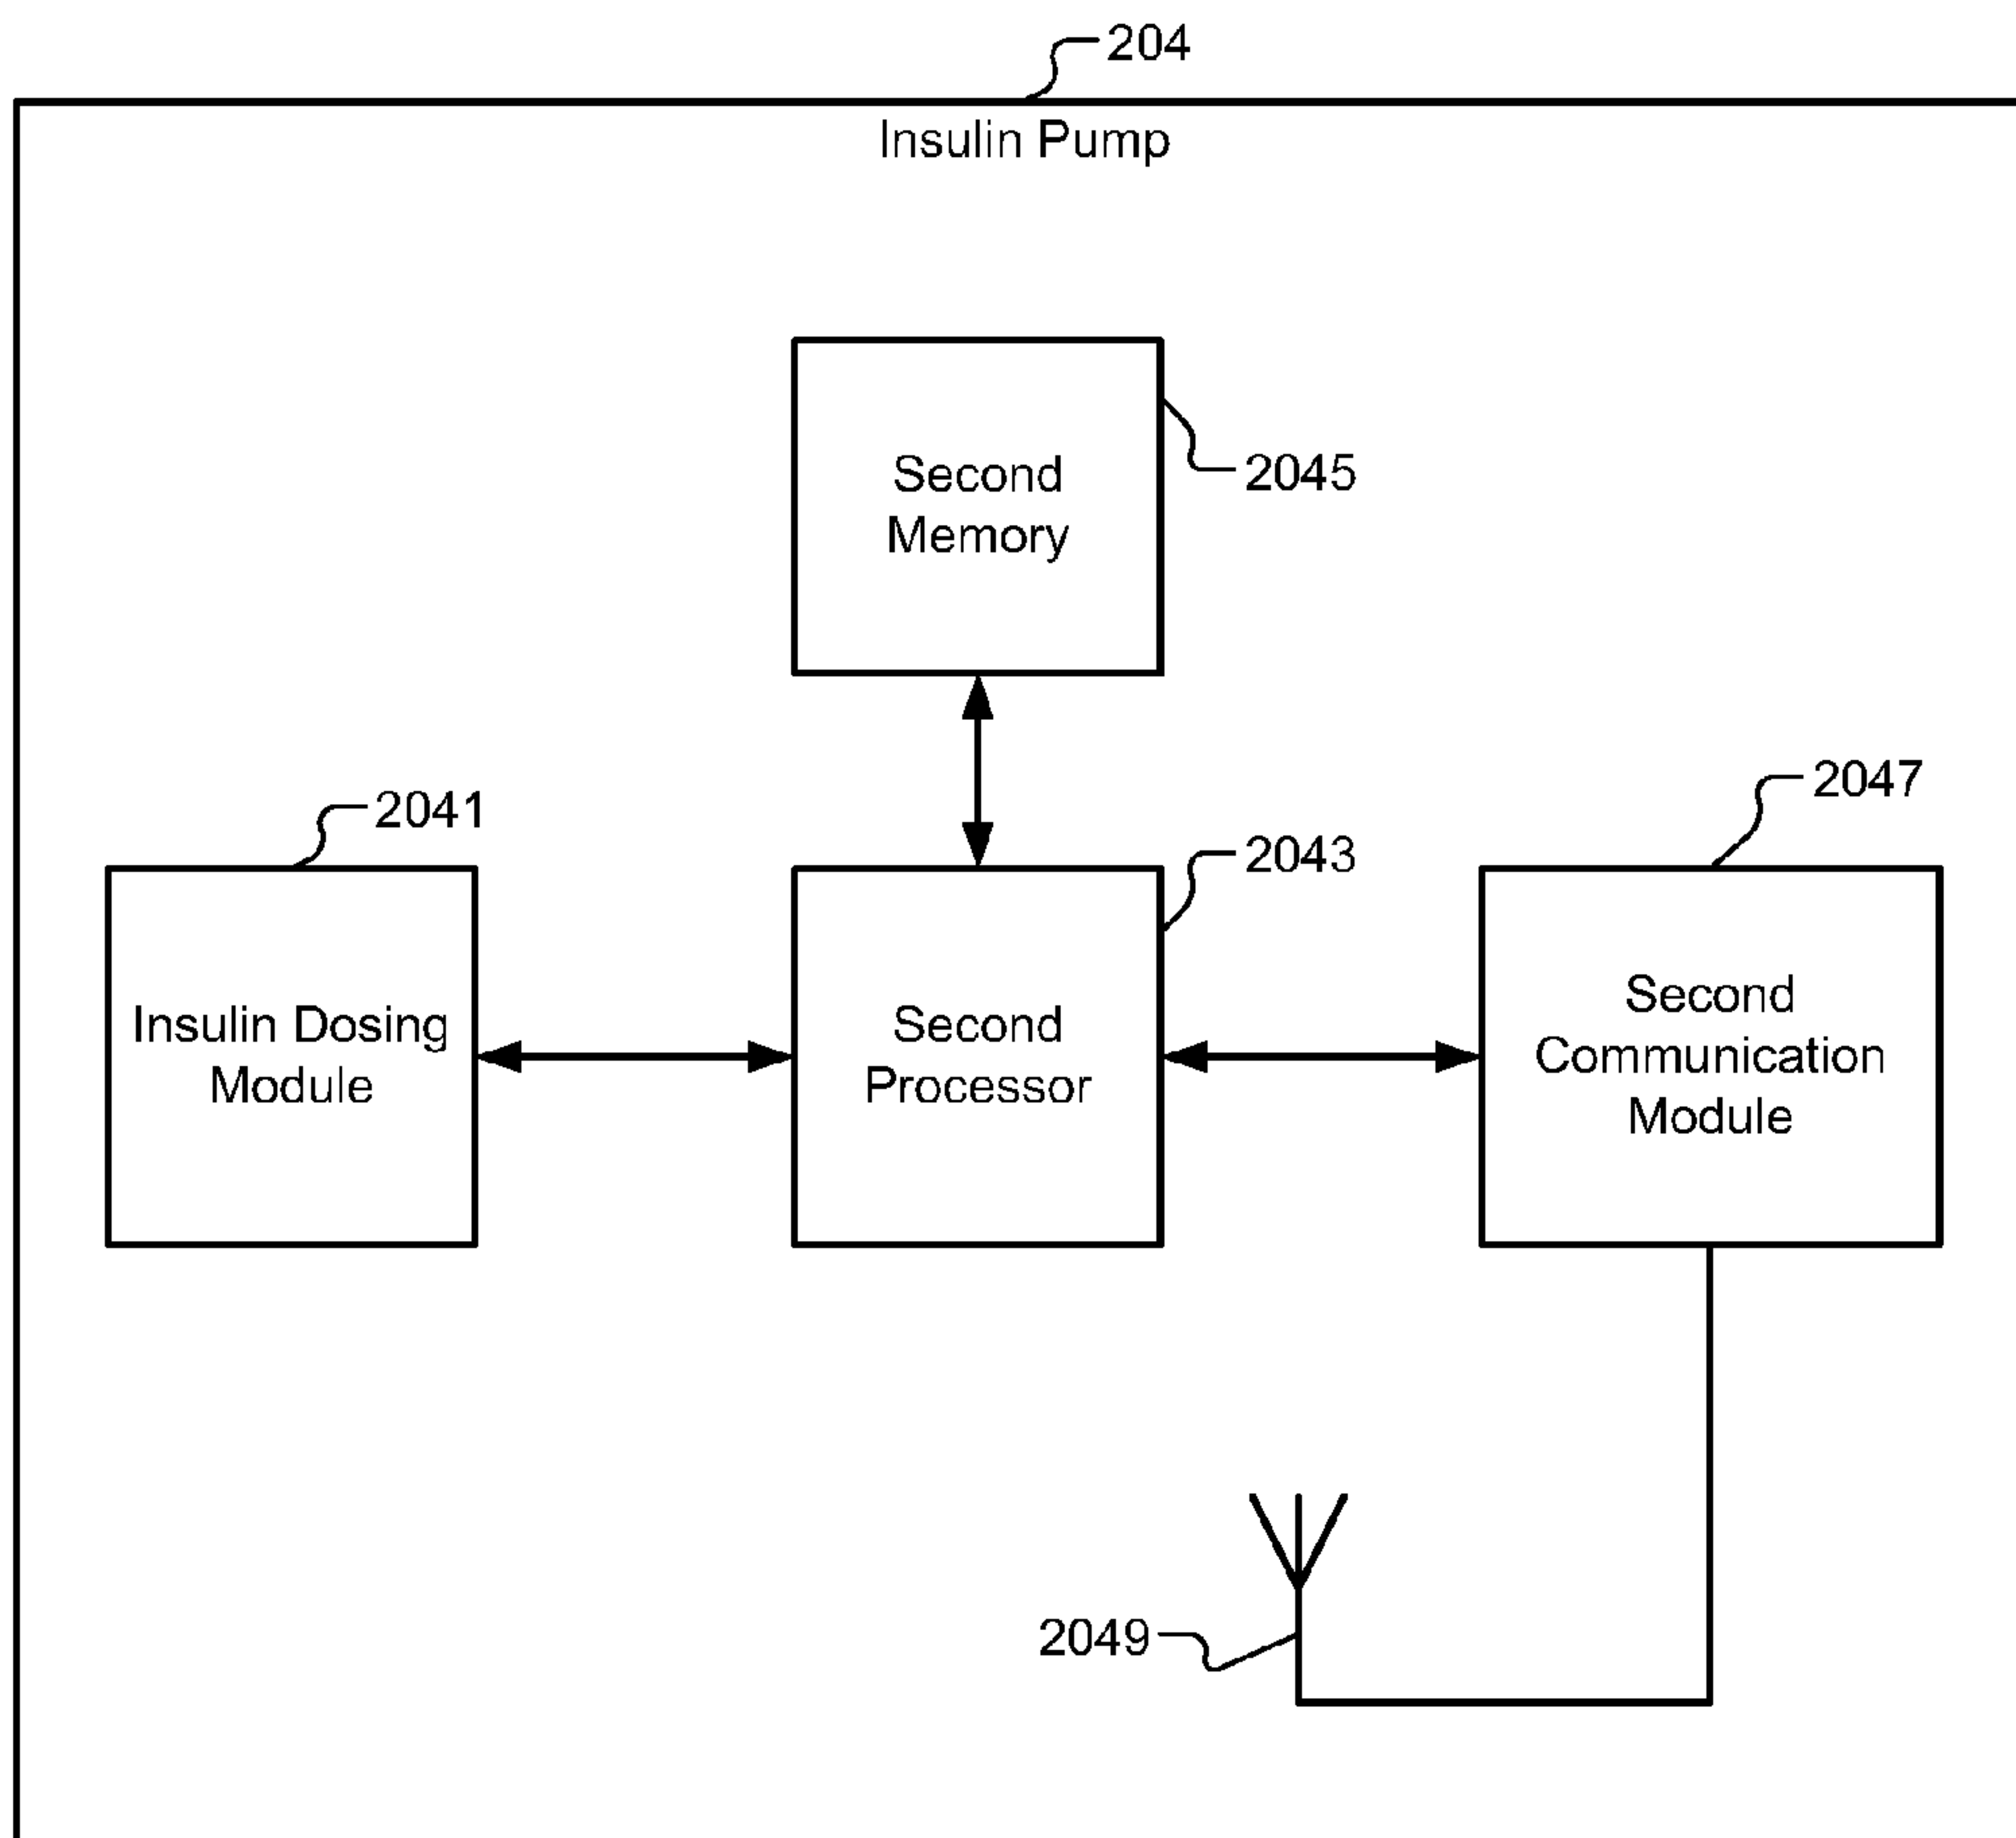 204
Insulin Pump
Second
Memory
2045
2041
2047
2043
Insulin Dosing
Module
Second
Processor
Second
Communication
Module
2049